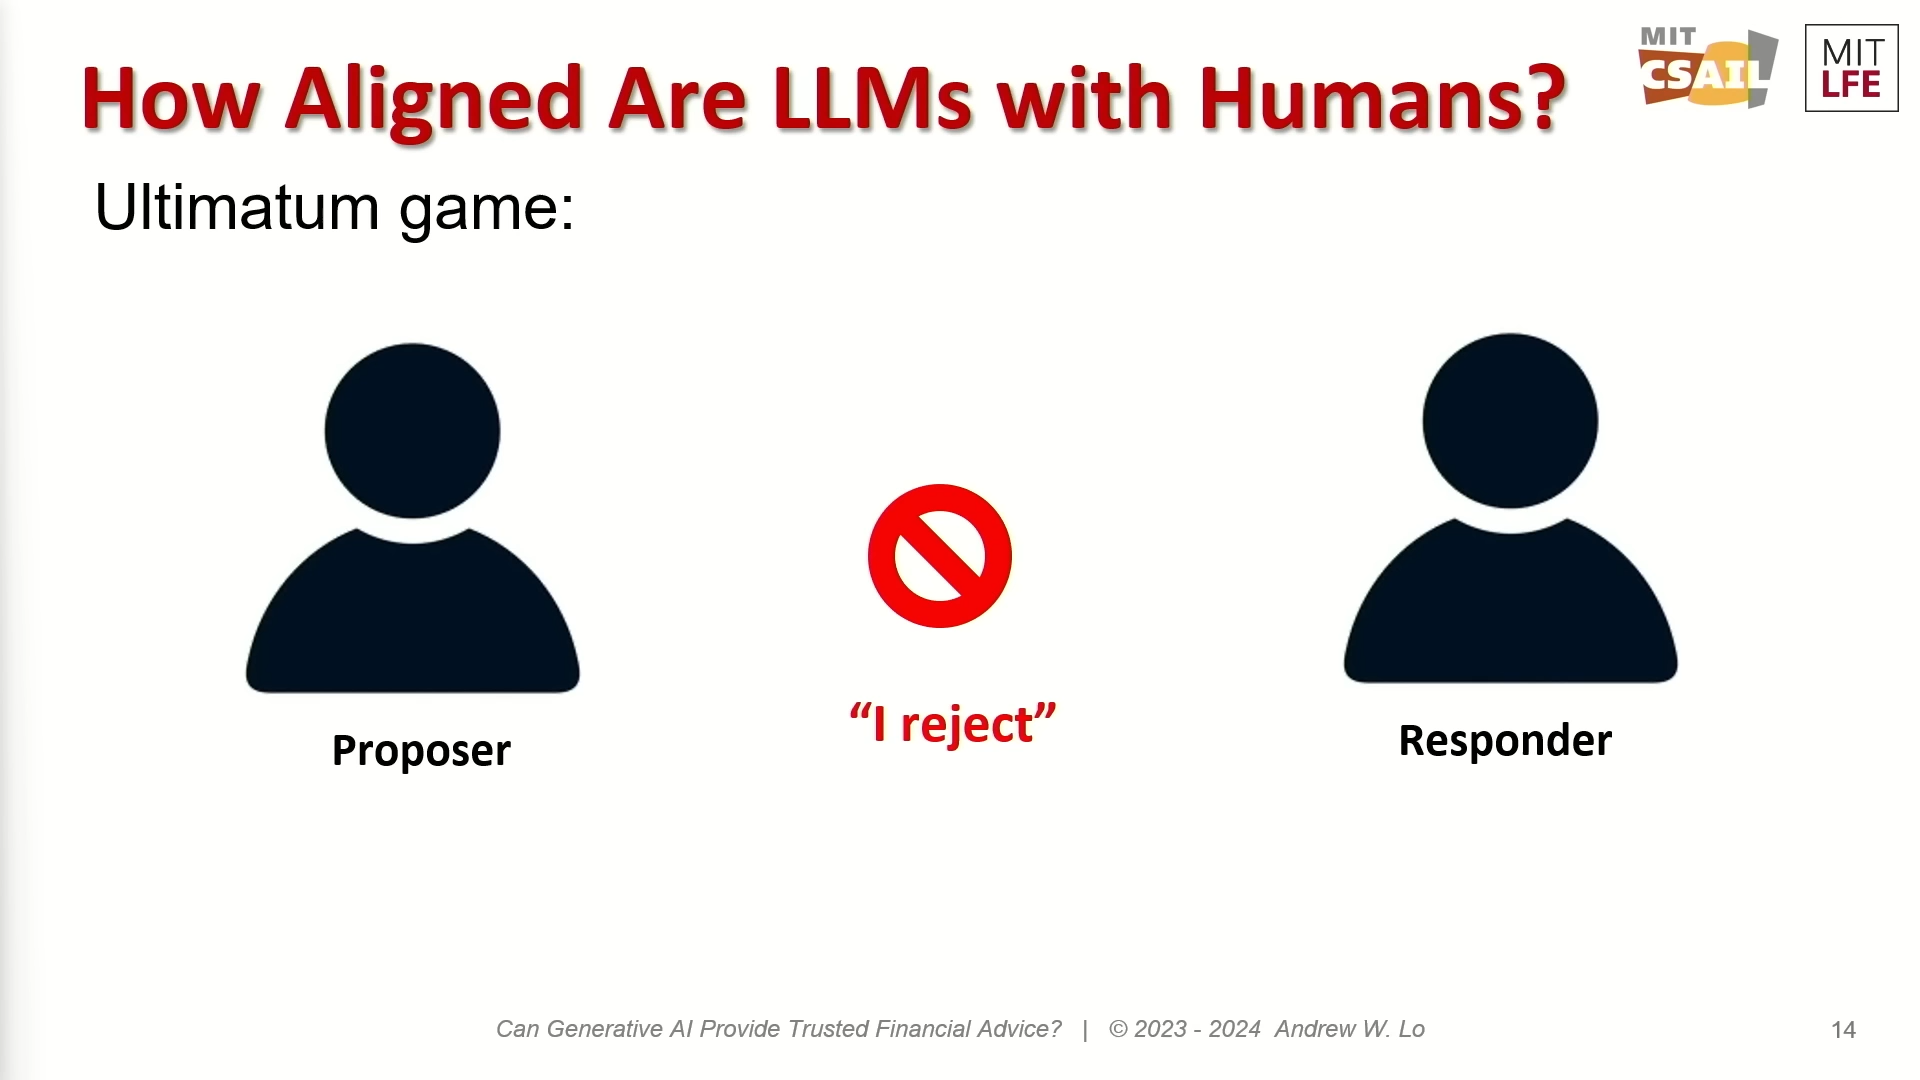 How Aligned Are LLMs with Humans?
MIT
CSAIL
MIT
LFE
Ultimatum game:
Proposer
“I reject”
Responder
Can Generative AI Provide Trusted Financial Advice? | © 2023 - 2024 Andrew W. Lo
14